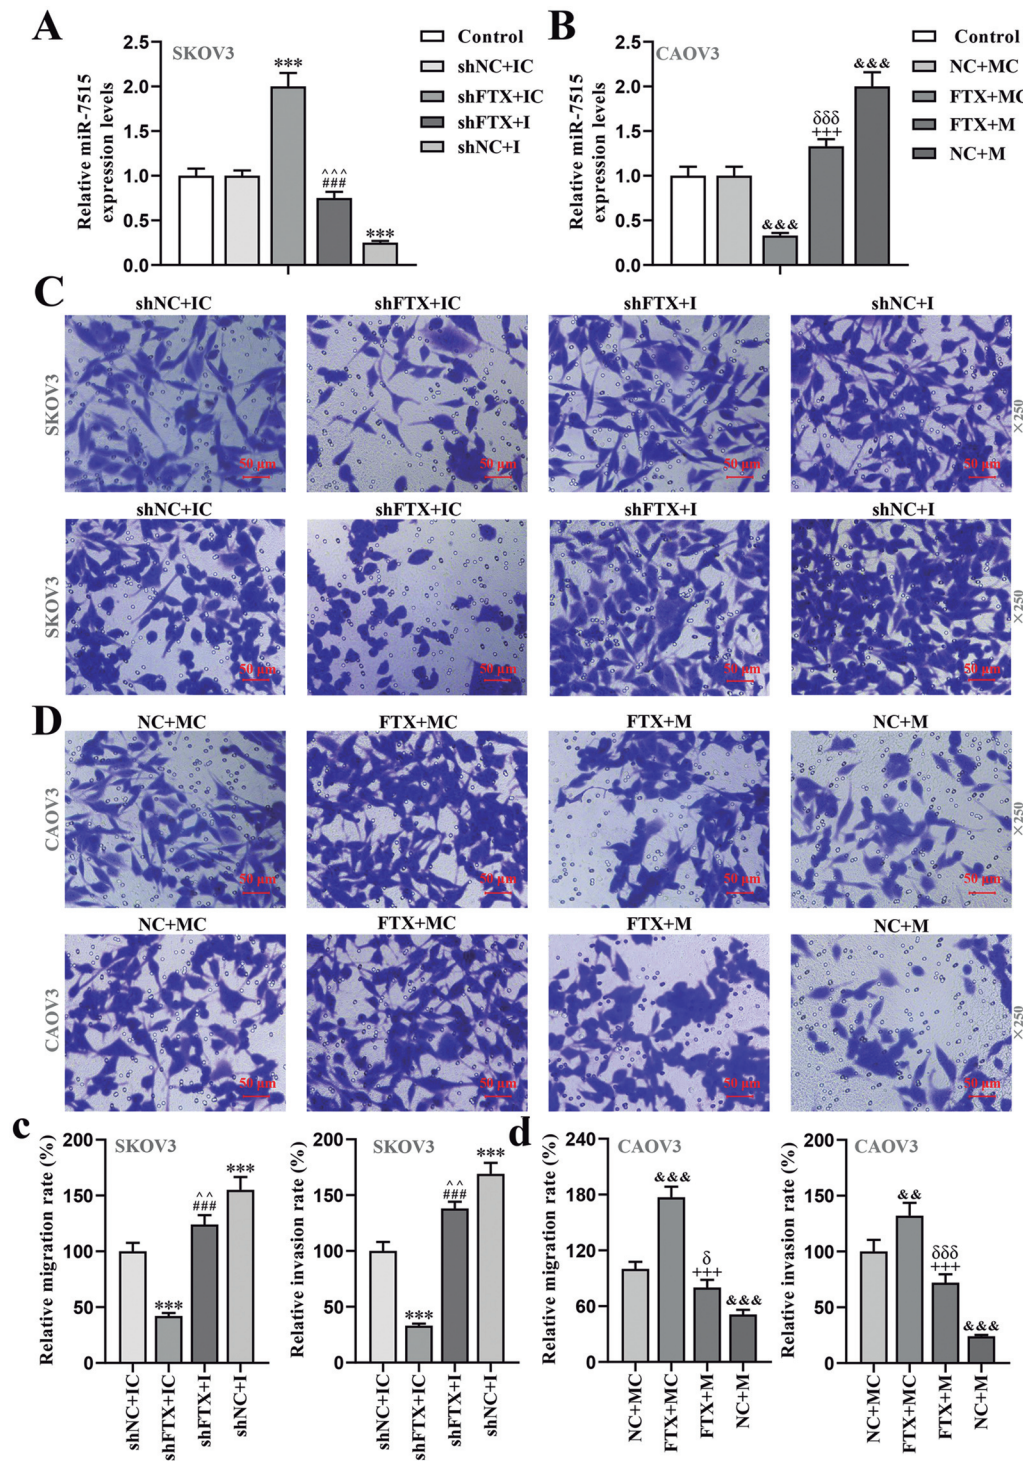 A
SKOV3
Relative miR-7515
expression levels
2.5
2.0
1.5
1.0
0.5
0.0
***
^^^
###
***
Control
shNC+IC
shFTX+IC
shFTX+I
shNC+I
B
CAOV3
Relative miR-7515
expression levels
2.5
2.0
1.5
1.0
0.5
0.0
&&&
δδδ
+++
&&&
Control
NC+MC
FTX+MC
FTX+M
NC+M
C
shNC+IC shFTX+IC shFTX+I shNC+I
SKOV3
50 μm 50 μm 50 μm 50 μm
×250
shNC+IC shFTX+IC shFTX+I shNC+I
SKOV3
50 μm 50 μm 50 μm 50 μm
×250
D
NC+MC FTX+MC FTX+M NC+M
CAOV3
50 μm 50 μm 50 μm 50 μm
×250
NC+MC FTX+MC FTX+M NC+M
CAOV3
50 μm 50 μm 50 μm 50 μm
×250
c
SKOV3
Relative migration rate (%)
200
150
100
50
0
***
^^
###
***
shNC+IC
shFTX+IC
shFTX+I
shNC+I
SKOV3
Relative invasion rate (%)
200
150
100
50
0
***
^^
###
***
shNC+IC
shFTX+IC
shFTX+I
shNC+I
d
CAOV3
Relative migration rate (%)
240
180
120
60
0
&&&
δ
+++
&&&
NC+MC
FTX+MC
FTX+M
NC+M
CAOV3
Relative invasion rate (%)
200
150
100
50
0
&&
δδδ
+++
&&&
NC+MC
FTX+MC
FTX+M
NC+M